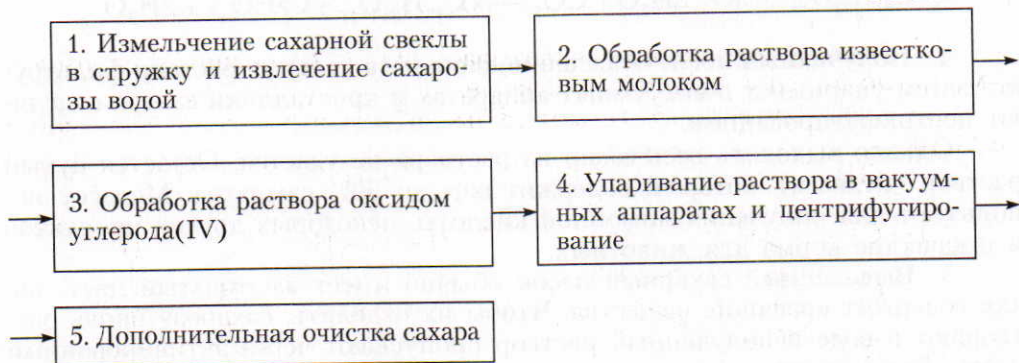 1. Измельчение сахарной свеклы
в стружку и извлечение сахаро-
зы водой
2. Обработка раствора известко-
вым молоком
3. Обработка раствора оксидом
углерода(IV)
4. Упаривание раствора в вакуум-
ных аппаратах и центрифугиро-
вание
5. Дополнительная очистка сахара